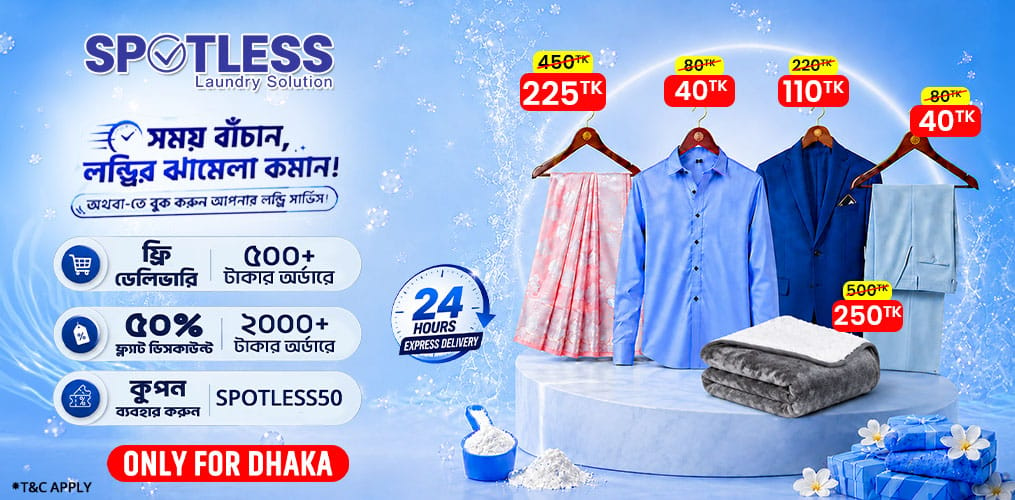 SPOTLESS
Laundry Solution
সময় বাঁচান,
লন্ড্রির ঝামেলা কমান!
অথবা-তে বুক করুন আপনার লন্ড্রি সার্ভিস!
ফ্রি
ডেলিভারি
৫০০+
টাকার অর্ডারে
৫০%
ফ্ল্যাট ডিসকাউন্ট
২০০০+
টাকার অর্ডারে
কুপন
ব্যবহার করুন
SPOTLESS50
ONLY FOR DHAKA
*T&C APPLY
24
HOURS
EXPRESS DELIVERY
450TK
225TK
80TK
40TK
220TK
110TK
80TK
40TK
500TK
250TK